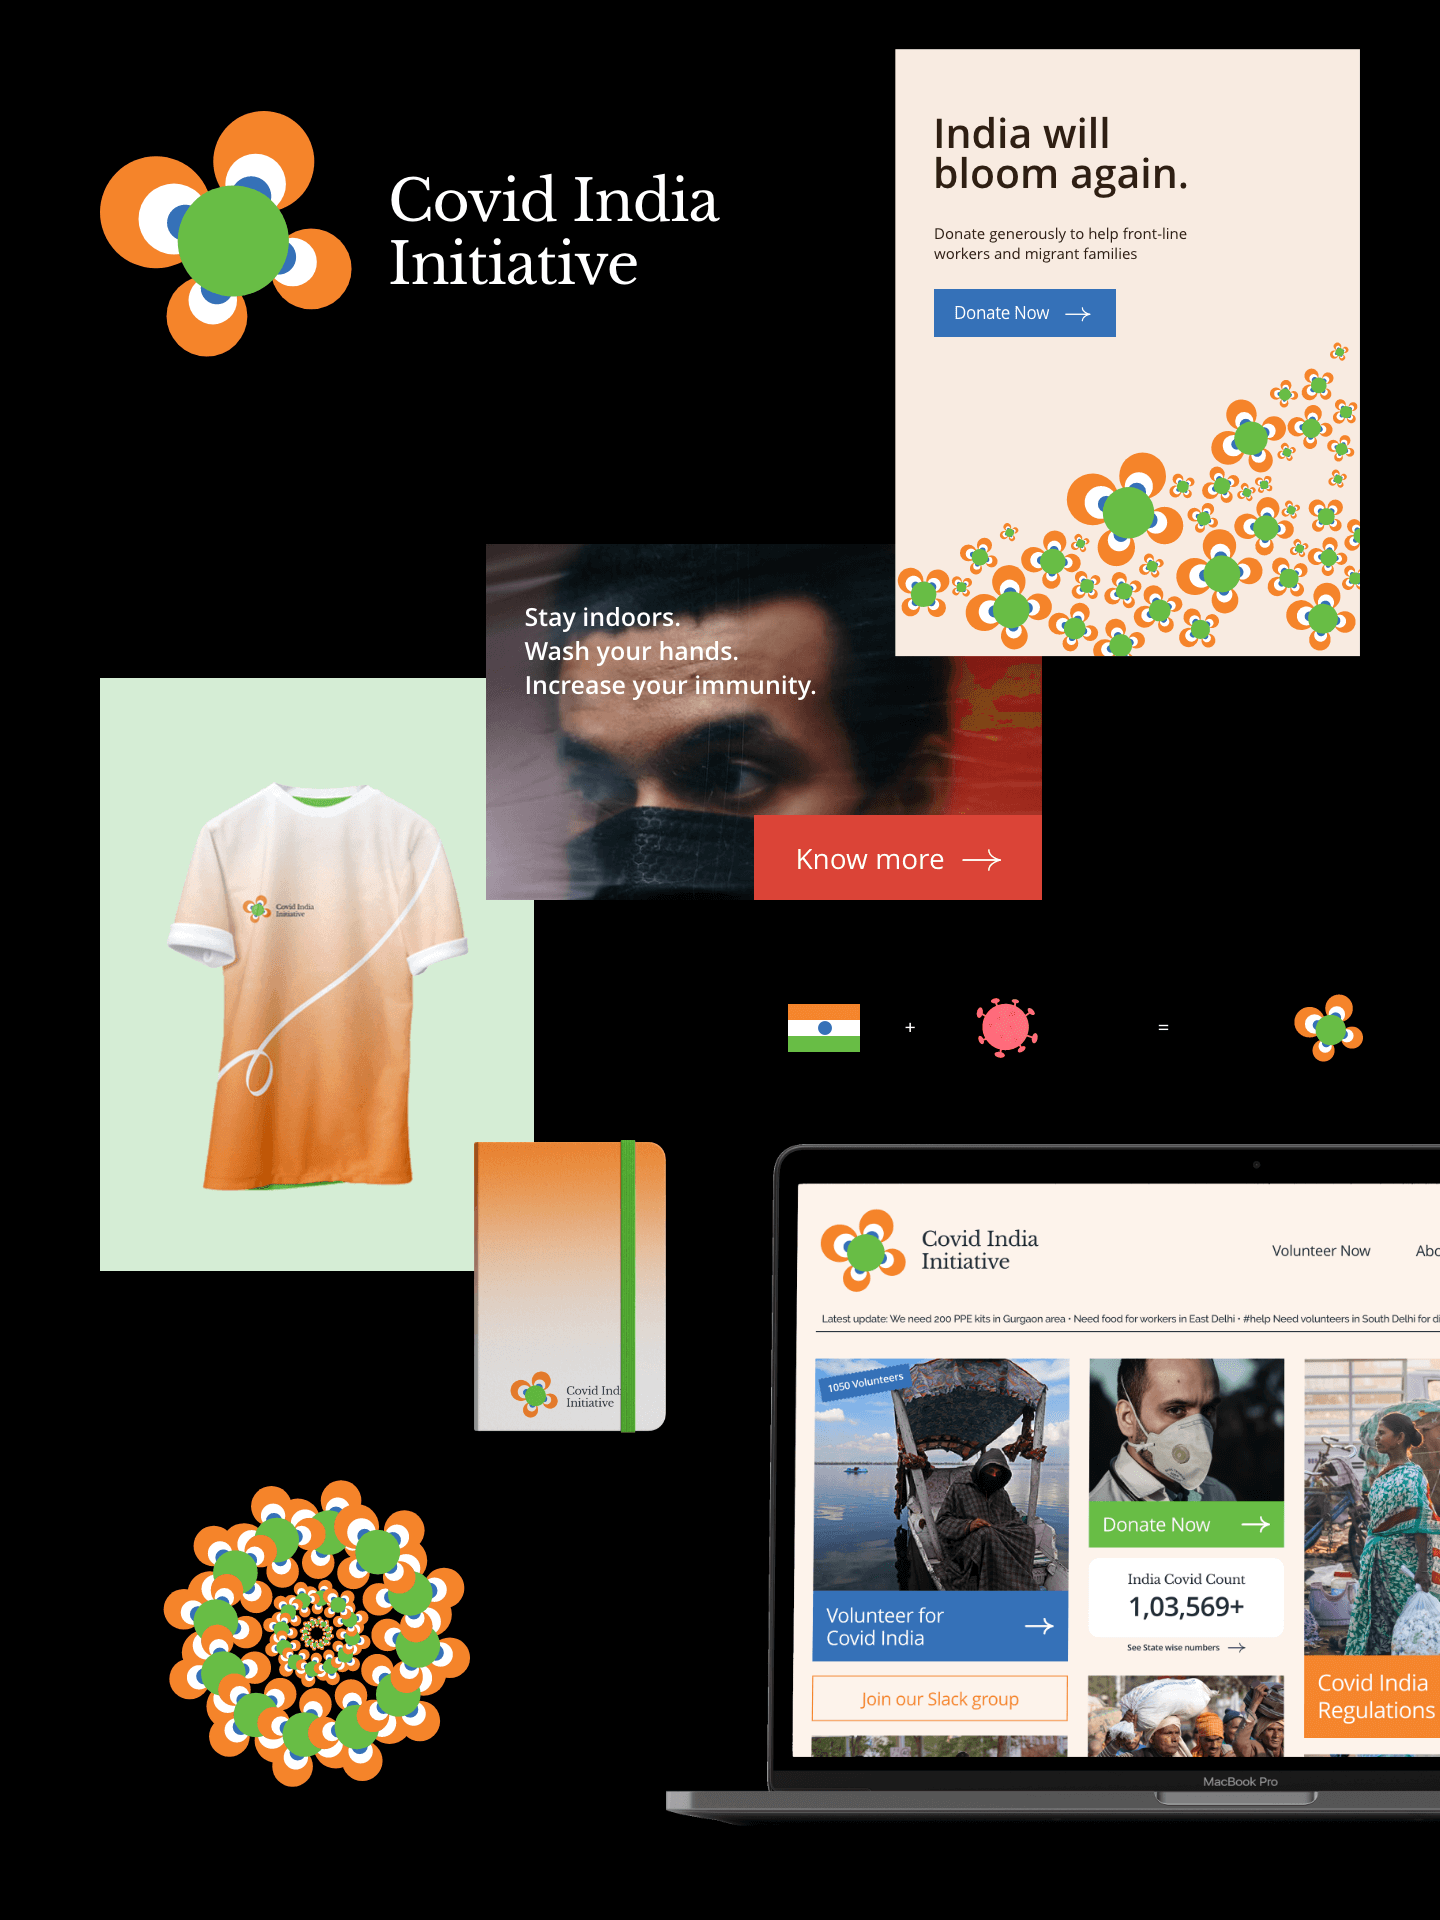 Covid India
Initiative
India will
bloom again.
Donate generously to help front-line
workers and migrant families
Donate Now
Stay indoors.
Wash your hands.
Increase your immunity.
Know more
Covid India
Initiative
+
=
Covid Ind
Initiative
Covid India
Initiative
Volunteer Now
Abo
Latest update: We need 200 PPE kits in Gurgaon area • Need food for workers in East Delhi • #help Need volunteers in South Delhi for di
1050 Volunteers
Volunteer for
Covid India
Join our Slack group
Donate Now
India Covid Count
1,03,569+
See State wise numbers
Covid India
Regulations
MacBook Pro